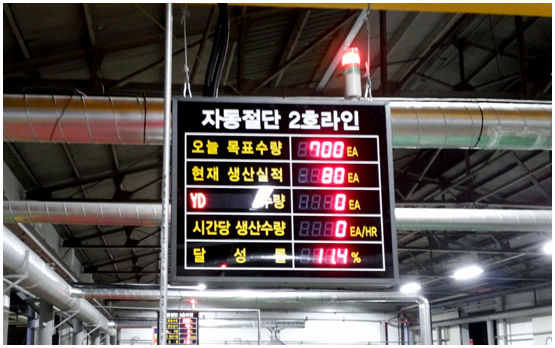 자동절단 2호라인
오늘 목표수량 700 EA
현재 생산실적 80 EA
YD 수량 0 EA
시간당 생산수량 0 EA/HR
달 성 률 11.4 %